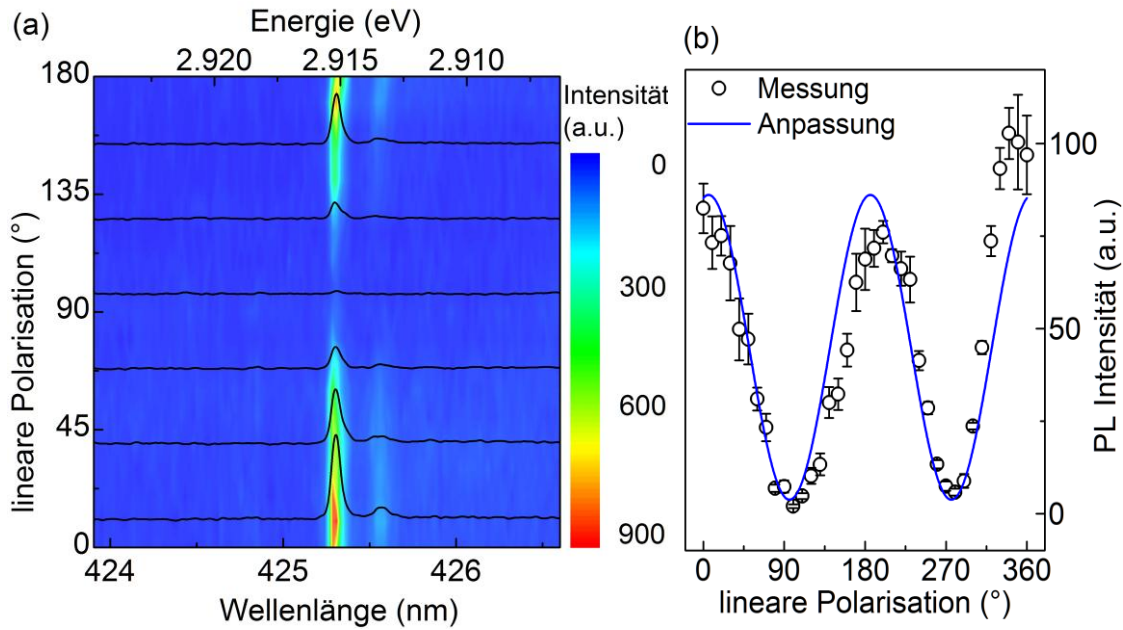 (a)
Energie (eV)
2.920 2.915 2.910
180
135
90
45
0
lineare Polarisation (°)
424 425 426
Wellenlänge (nm)
Intensität
(a.u.)
0
300
600
900
(b)
Messung
Anpassung
100
50
0
PL Intensität (a.u.)
0 90 180 270 360
lineare Polarisation (°)